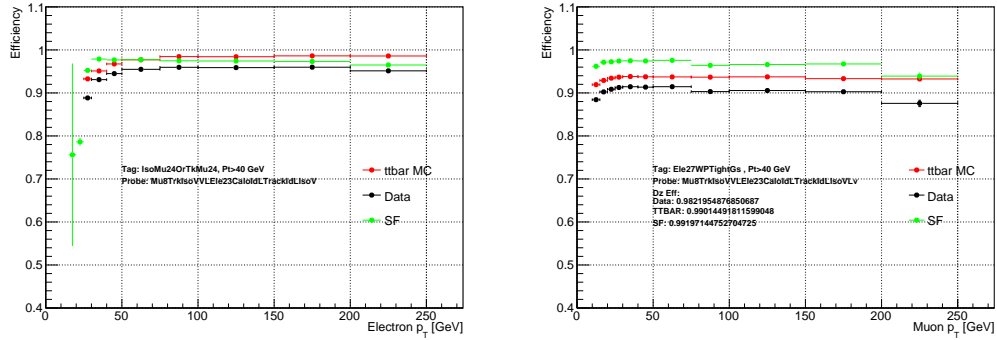 Efficiency
1
0.9
0.8
0.7
0.6
0.5
0.4
0
50
100
150
200
250
Electron p_T [GeV]
Tag: IsoMu24OrTkMu24, Pt>40 GeV
Probe: Mu8TrkIsoVVLEle23CaloIdLTrackIdLIsoV
ttbar MC
Data
SF
Efficiency
1
0.9
0.8
0.7
0.6
0.5
0.4
0
50
100
150
200
250
Muon p_T [GeV]
Tag: Ele27WPTightGs , Pt>40 GeV
Probe: Mu8TrkIsoVVLEle23CaloIdLTrackIdLIsoVLv
Dz Eff:
Data: 0.9821954876850687
TTBAR: 0.99014491811599048
SF: 0.99197144752704725
ttbar MC
Data
SF